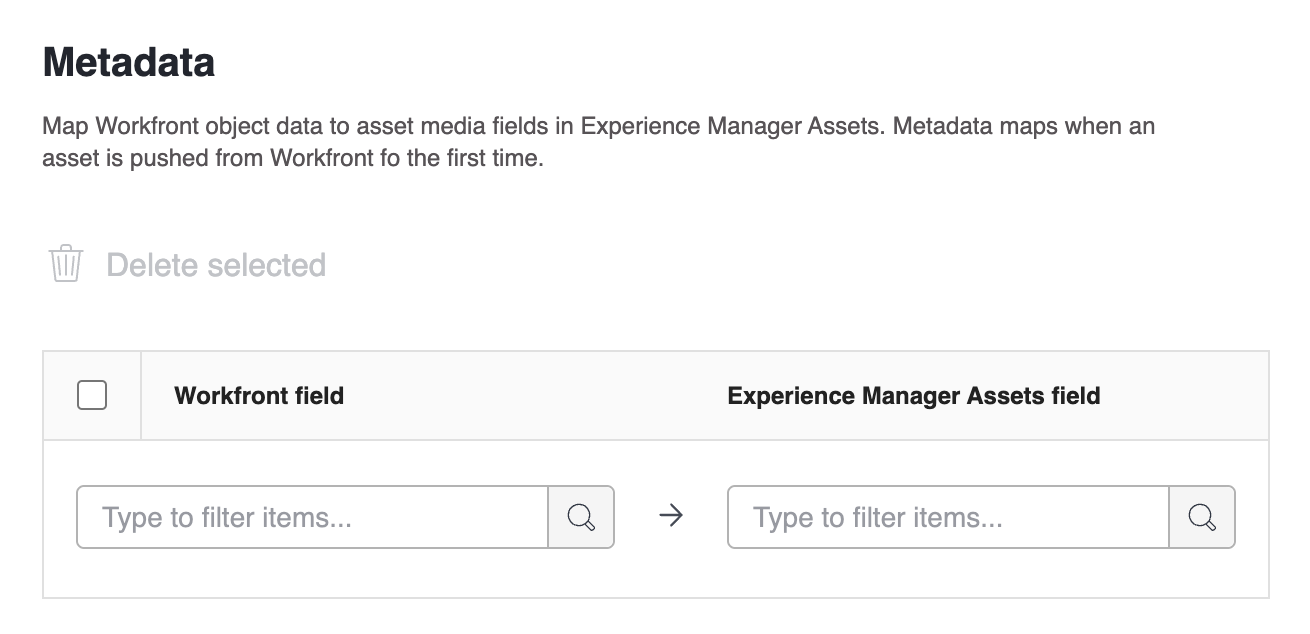 Metadata
Map Workfront object data to asset media fields in Experience Manager Assets. Metadata maps when an
asset is pushed from Workfront fo the first time.
Delete selected
Workfront field Experience Manager Assets field
Type to filter items... Type to filter items...